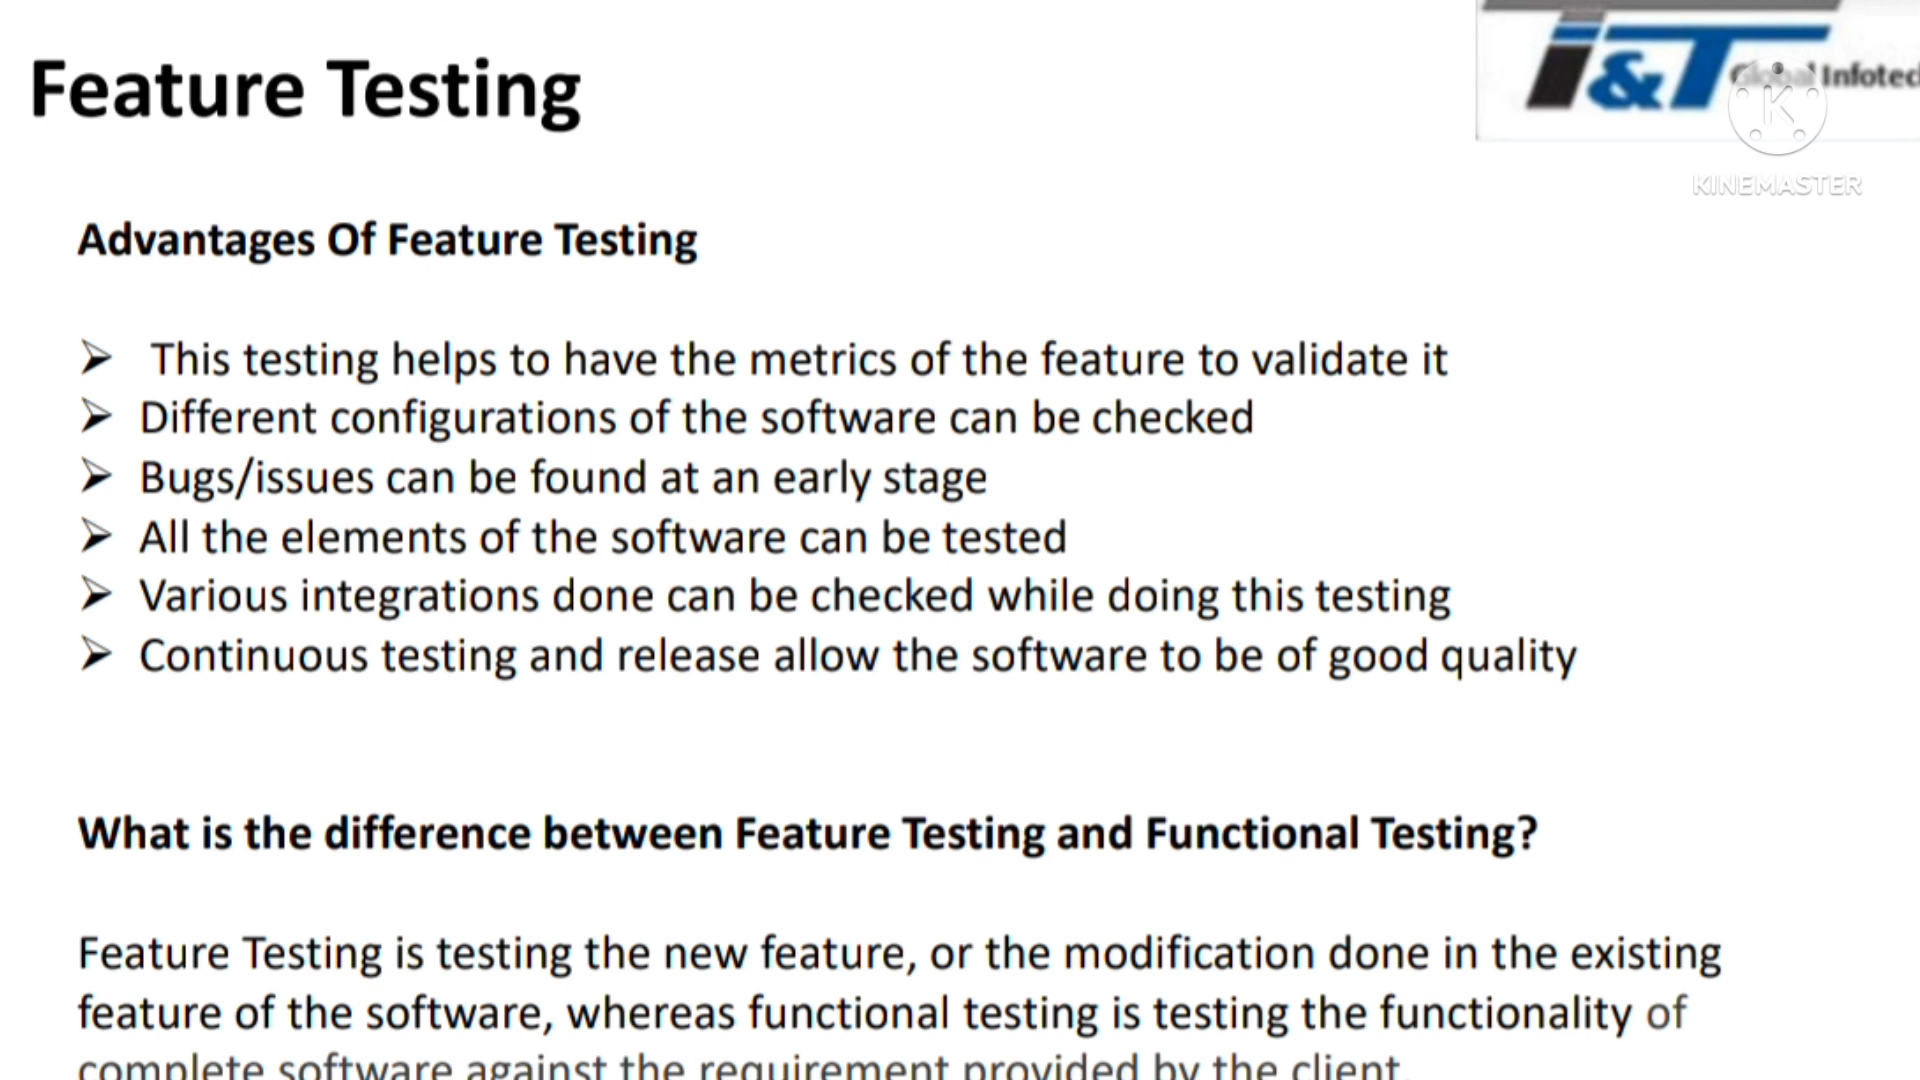 Feature Testing
T&T Global Infotech
K
KINEMASTER
Advantages Of Feature Testing
➢ This testing helps to have the metrics of the feature to validate it
➢ Different configurations of the software can be checked
➢ Bugs/issues can be found at an early stage
➢ All the elements of the software can be tested
➢ Various integrations done can be checked while doing this testing
➢ Continuous testing and release allow the software to be of good quality
What is the difference between Feature Testing and Functional Testing?
Feature Testing is testing the new feature, or the modification done in the existing
feature of the software, whereas functional testing is testing the functionality of
complete software against the requirement provided by the client.